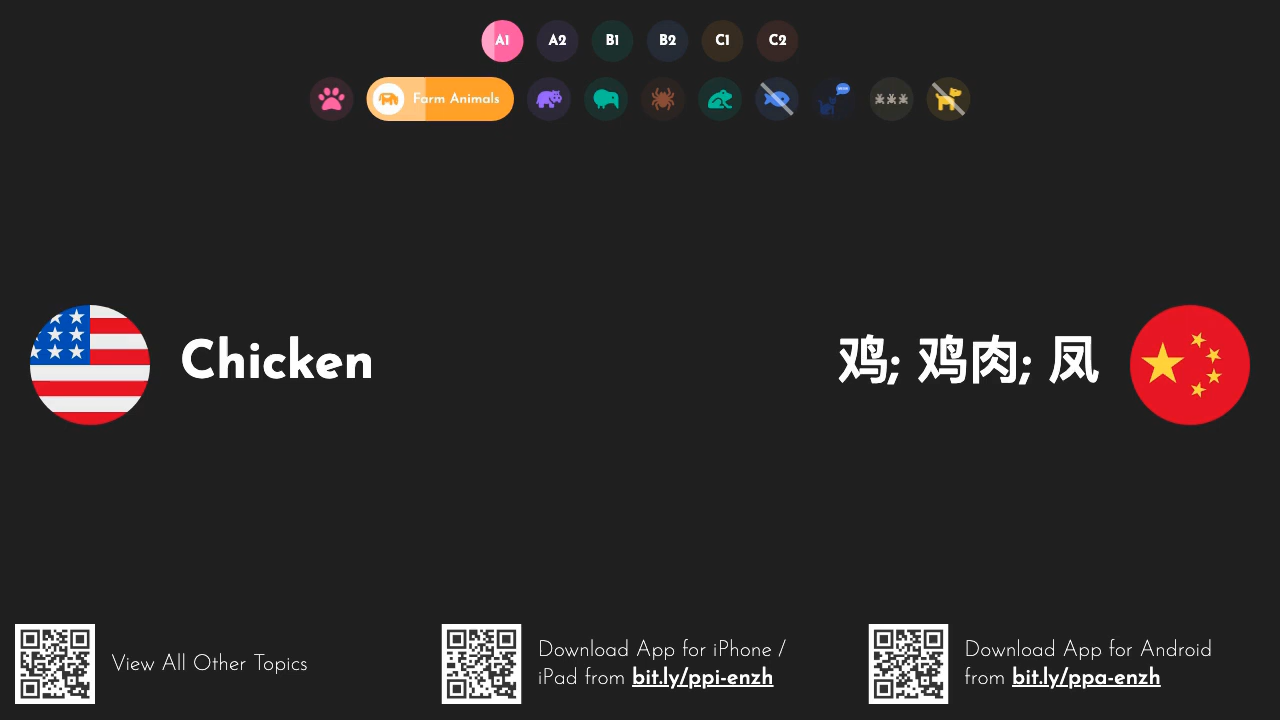 A1 A2 B1 B2 C1 C2
Farm Animals
Chicken
鸡; 鸡肉; 凤
View All Other Topics
Download App for iPhone /
iPad from bit.ly/ppi-enzh
Download App for Android
from bit.ly/ppa-enzh